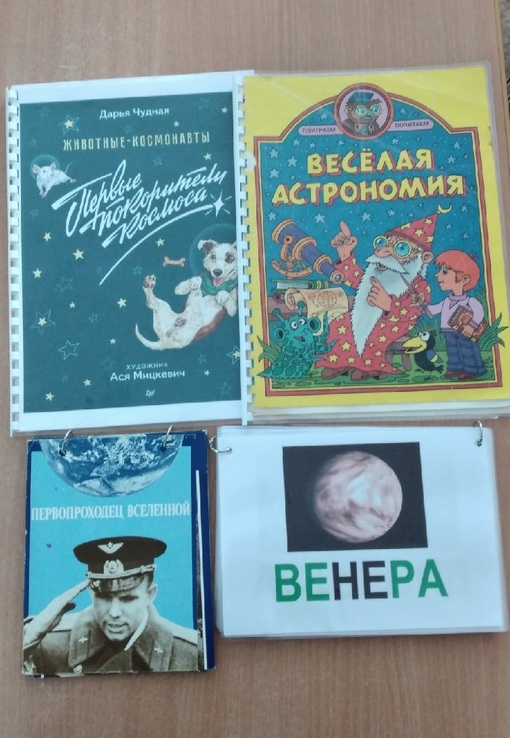 Дарья Чудная
ЖИВОТНЫЕ-КОСМОНАВТЫ
Первые
покорители
космоса
ХУДОЖНИК
Ася Мицкевич
ПОИГРАЕМ ПОЧИТАЕМ
ВЕСЁЛАЯ
АСТРОНОМИЯ
ПЕРВОПРОХОДЕЦ ВСЕЛЕННОЙ
ВЕНЕРА